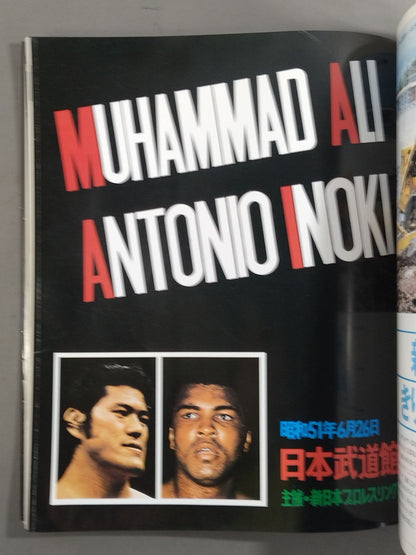 MUHAMMAD ALI
ANTONIO INOKI
昭和51年6月26日
日本武道館
主催・新日本プロレスリング